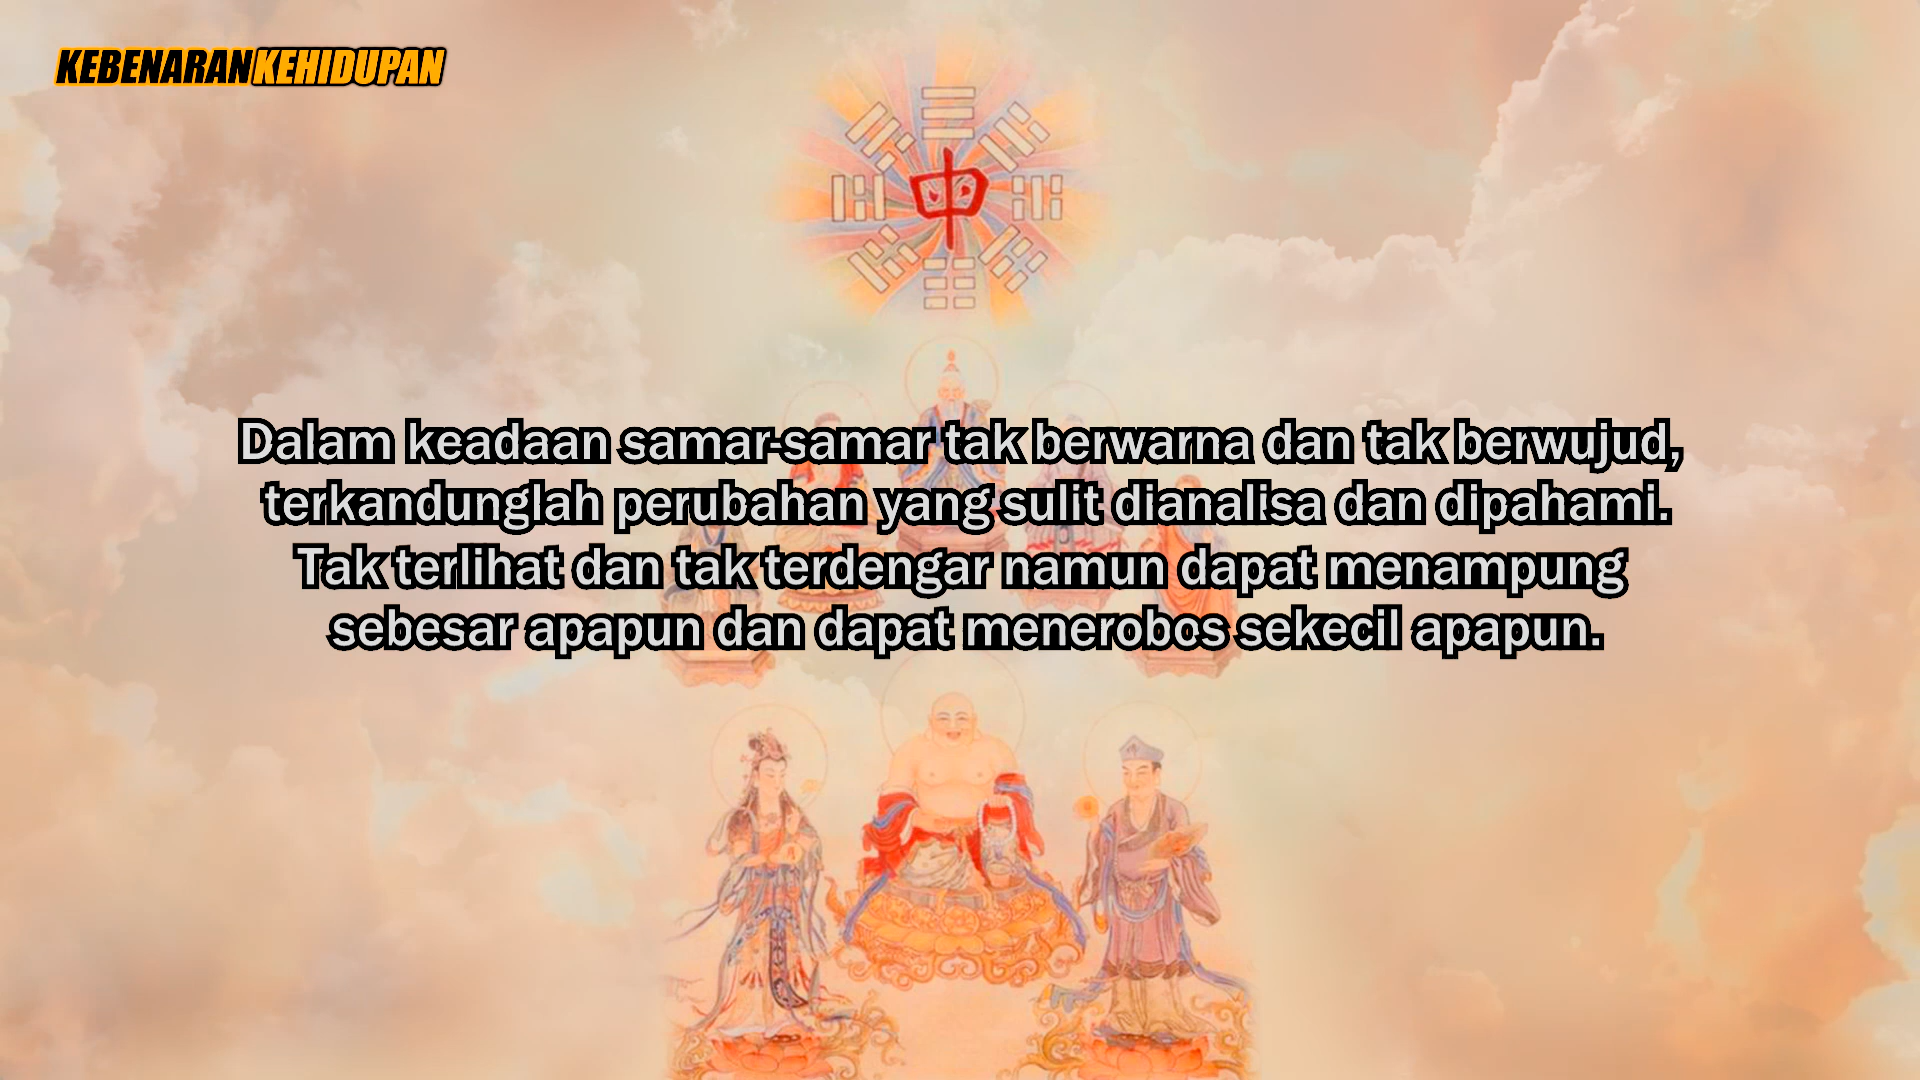 KEBENARANKEHIDUPAN
Dalam keadaan samar-samar tak berwarna dan tak berwujud,
terkandunglah perubahan yang sulit dianalisa dan dipahami.
Tak terlihat dan tak terdengar namun dapat menampung
sebesar apapun dan dapat menerobos sekecil apapun.